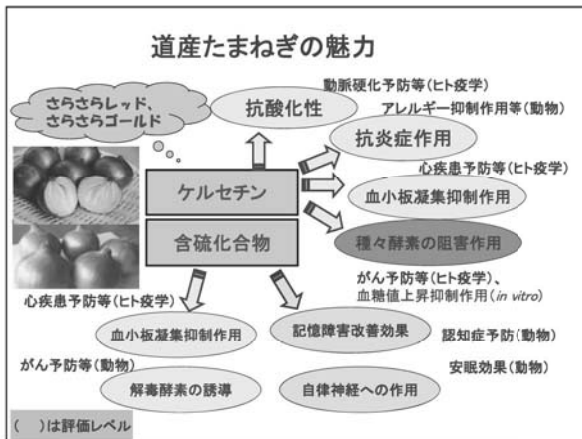 道産たまねぎの魅力
さらさらレッド、
さらさらゴールド
動脈硬化予防等(ヒト疫学)
抗酸化性
アレルギー抑制作用等(動物)
抗炎症作用
心疾患予防等(ヒト疫学)
ケルセチン
血小板凝集抑制作用
含硫化合物
種々酵素の阻害作用
がん予防等(ヒト疫学)、
血糖値上昇抑制作用(in vitro)
心疾患予防等(ヒト疫学)
血小板凝集抑制作用
記憶障害改善効果
認知症予防(動物)
がん予防等(動物)
安眠効果(動物)
解毒酵素の誘導
自律神経への作用
(　)は評価レベル